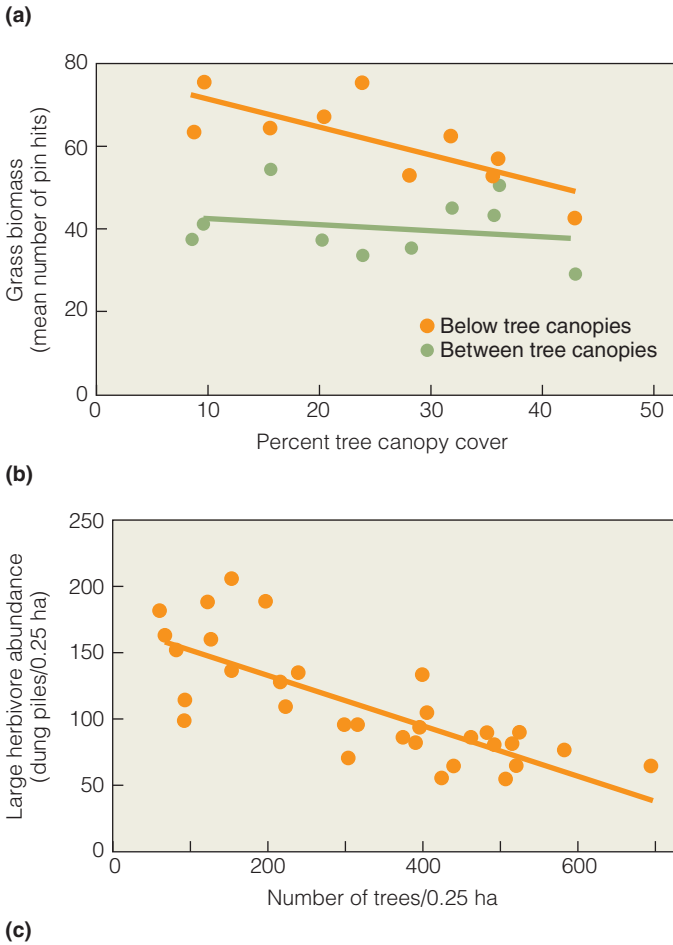 (a)
80
60
40
20
0
Grass biomass
(mean number of pin hits)
Below tree canopies
Between tree canopies
0 10 20 30 40 50
Percent tree canopy cover
(b)
250
200
150
100
50
0
Large herbivore abundance
(dung piles/0.25 ha)
0 200 400 600
Number of trees/0.25 ha
(c)